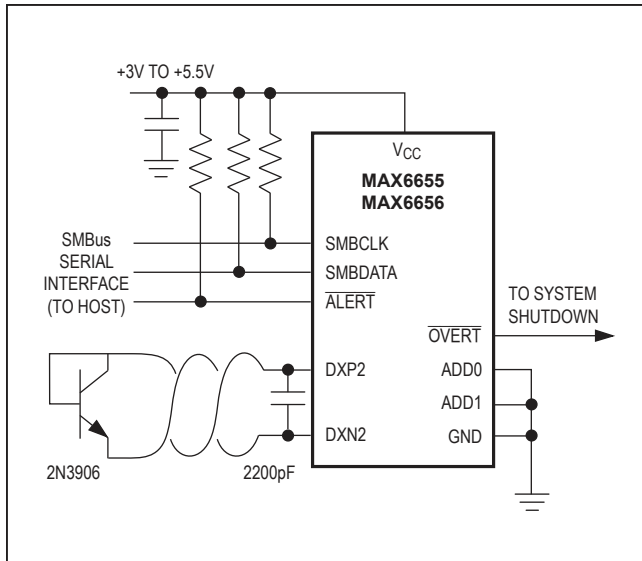 +3V TO +5.5V
VCC
MAX6655
MAX6656
SMBus
SERIAL
INTERFACE
(TO HOST)
SMBCLK
SMBDATA
ALERT
TO SYSTEM
SHUTDOWN
OVERT
DXP2
ADD0
ADD1
DXN2
GND
2N3906
2200pF